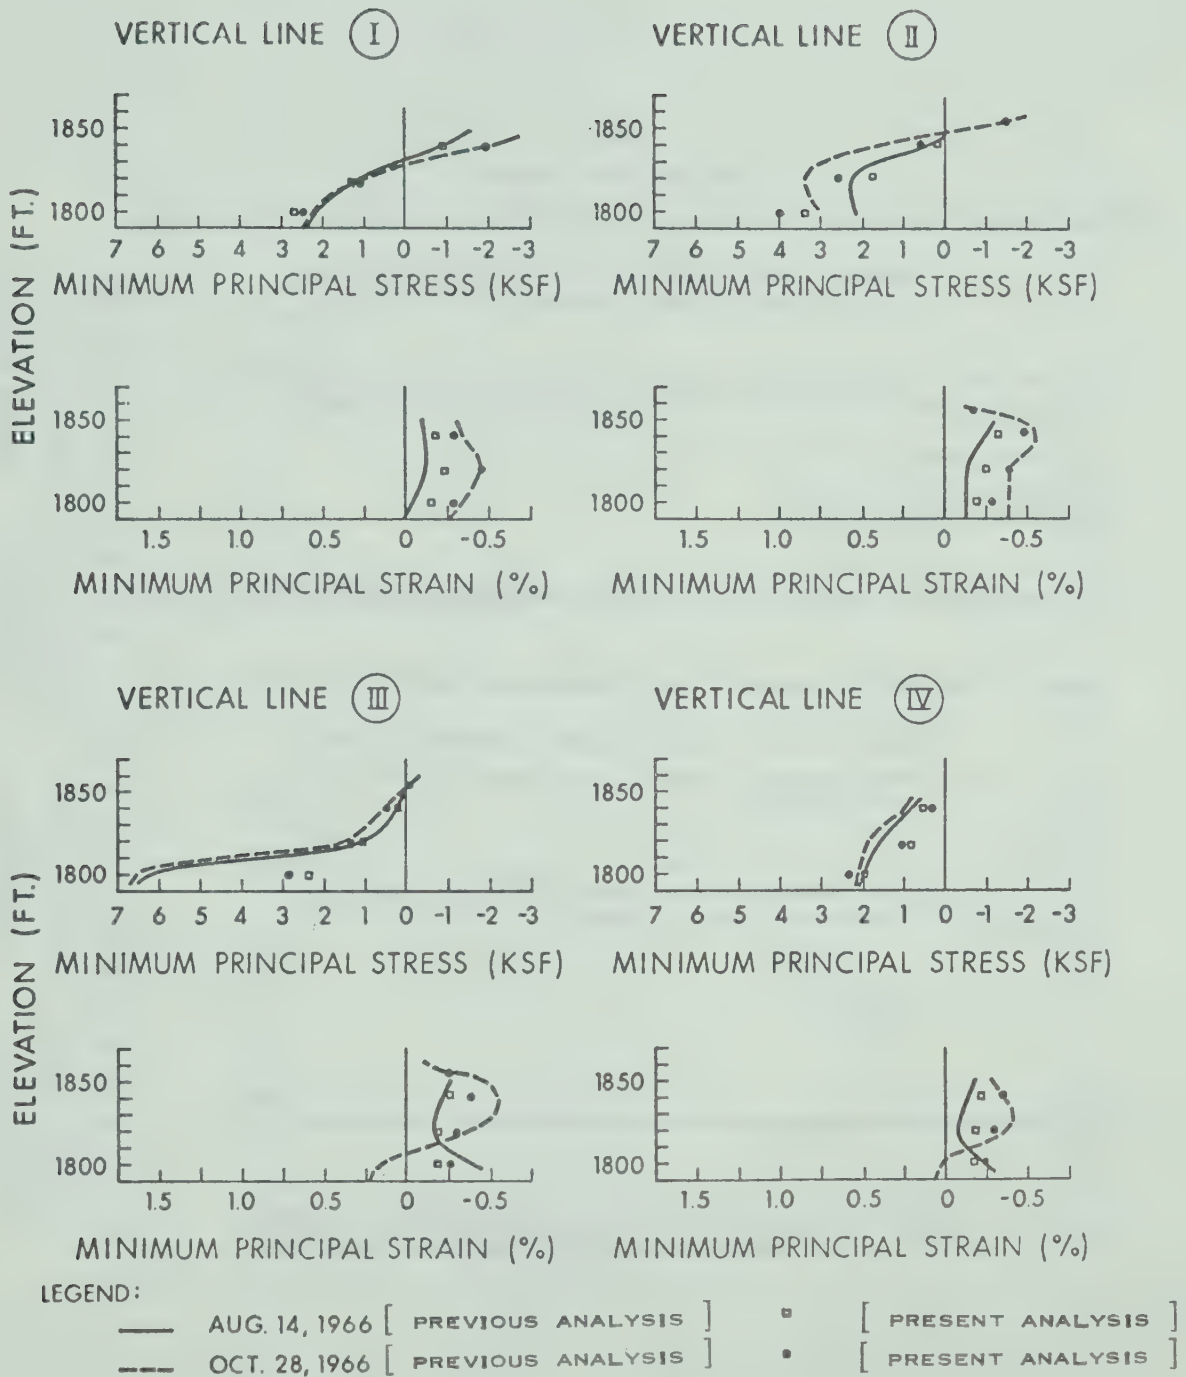 VERTICAL LINE I
VERTICAL LINE II
1850
1800
7 6 5 4 3 2 1 0 -1 -2 -3
MINIMUM PRINCIPAL STRESS (KSF)
1850
1800
7 6 5 4 3 2 1 0 -1 -2 -3
MINIMUM PRINCIPAL STRESS (KSF)
ELEVATION (FT.)
1850
1800
1.5 1.0 0.5 0 -0.5
MINIMUM PRINCIPAL STRAIN (%)
1850
1800
1.5 1.0 0.5 0 -0.5
MINIMUM PRINCIPAL STRAIN (%)
VERTICAL LINE III
VERTICAL LINE IV
1850
1800
7 6 5 4 3 2 1 0 -1 -2 -3
MINIMUM PRINCIPAL STRESS (KSF)
1850
1800
7 6 5 4 3 2 1 0 -1 -2 -3
MINIMUM PRINCIPAL STRESS (KSF)
ELEVATION (FT.)
1850
1800
1.5 1.0 0.5 0 -0.5
MINIMUM PRINCIPAL STRAIN (%)
1850
1800
1.5 1.0 0.5 0 -0.5
MINIMUM PRINCIPAL STRAIN (%)
LEGEND:
AUG. 14, 1966 [ PREVIOUS ANALYSIS ] [ PRESENT ANALYSIS ]
OCT. 28, 1966 [ PREVIOUS ANALYSIS ] [ PRESENT ANALYSIS ]